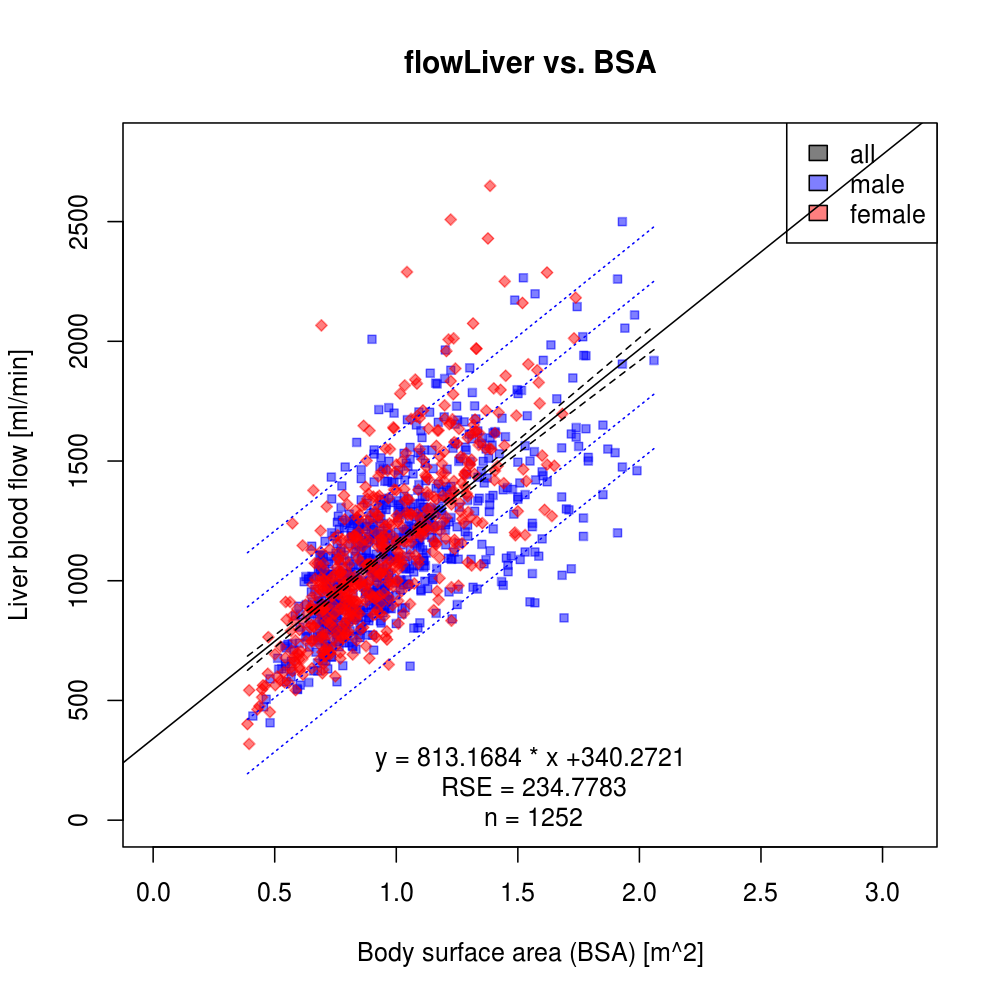 flowLiver vs. BSA
all
male
female
Liver blood flow [ml/min]
2500
2000
1500
1000
500
0
y = 813.1684 * x +340.2721
RSE = 234.7783
n = 1252
0.0 0.5 1.0 1.5 2.0 2.5 3.0
Body surface area (BSA) [m^2]